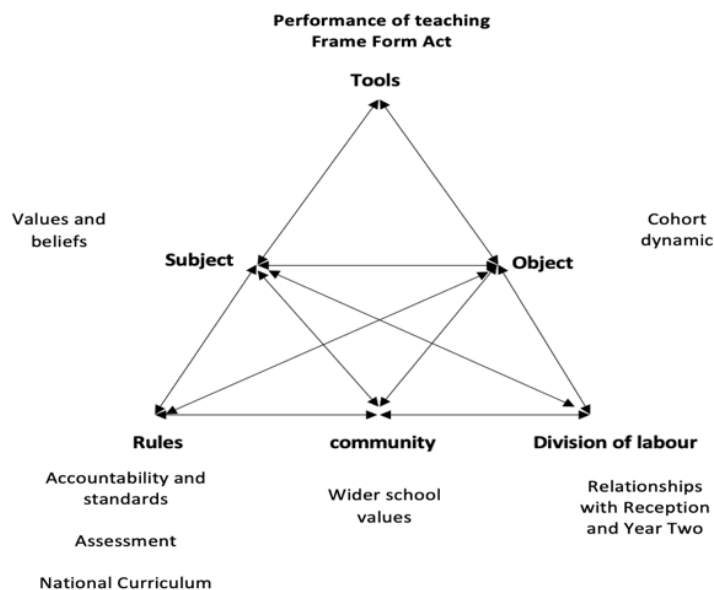 Performance of teaching
Frame Form Act
Tools
Values and
beliefs
Cohort
dynamic
Subject
Object
Rules
community
Division of labour
Accountability and
standards
Assessment
National Curriculum
Wider school
values
Relationships
with Reception
and Year Two